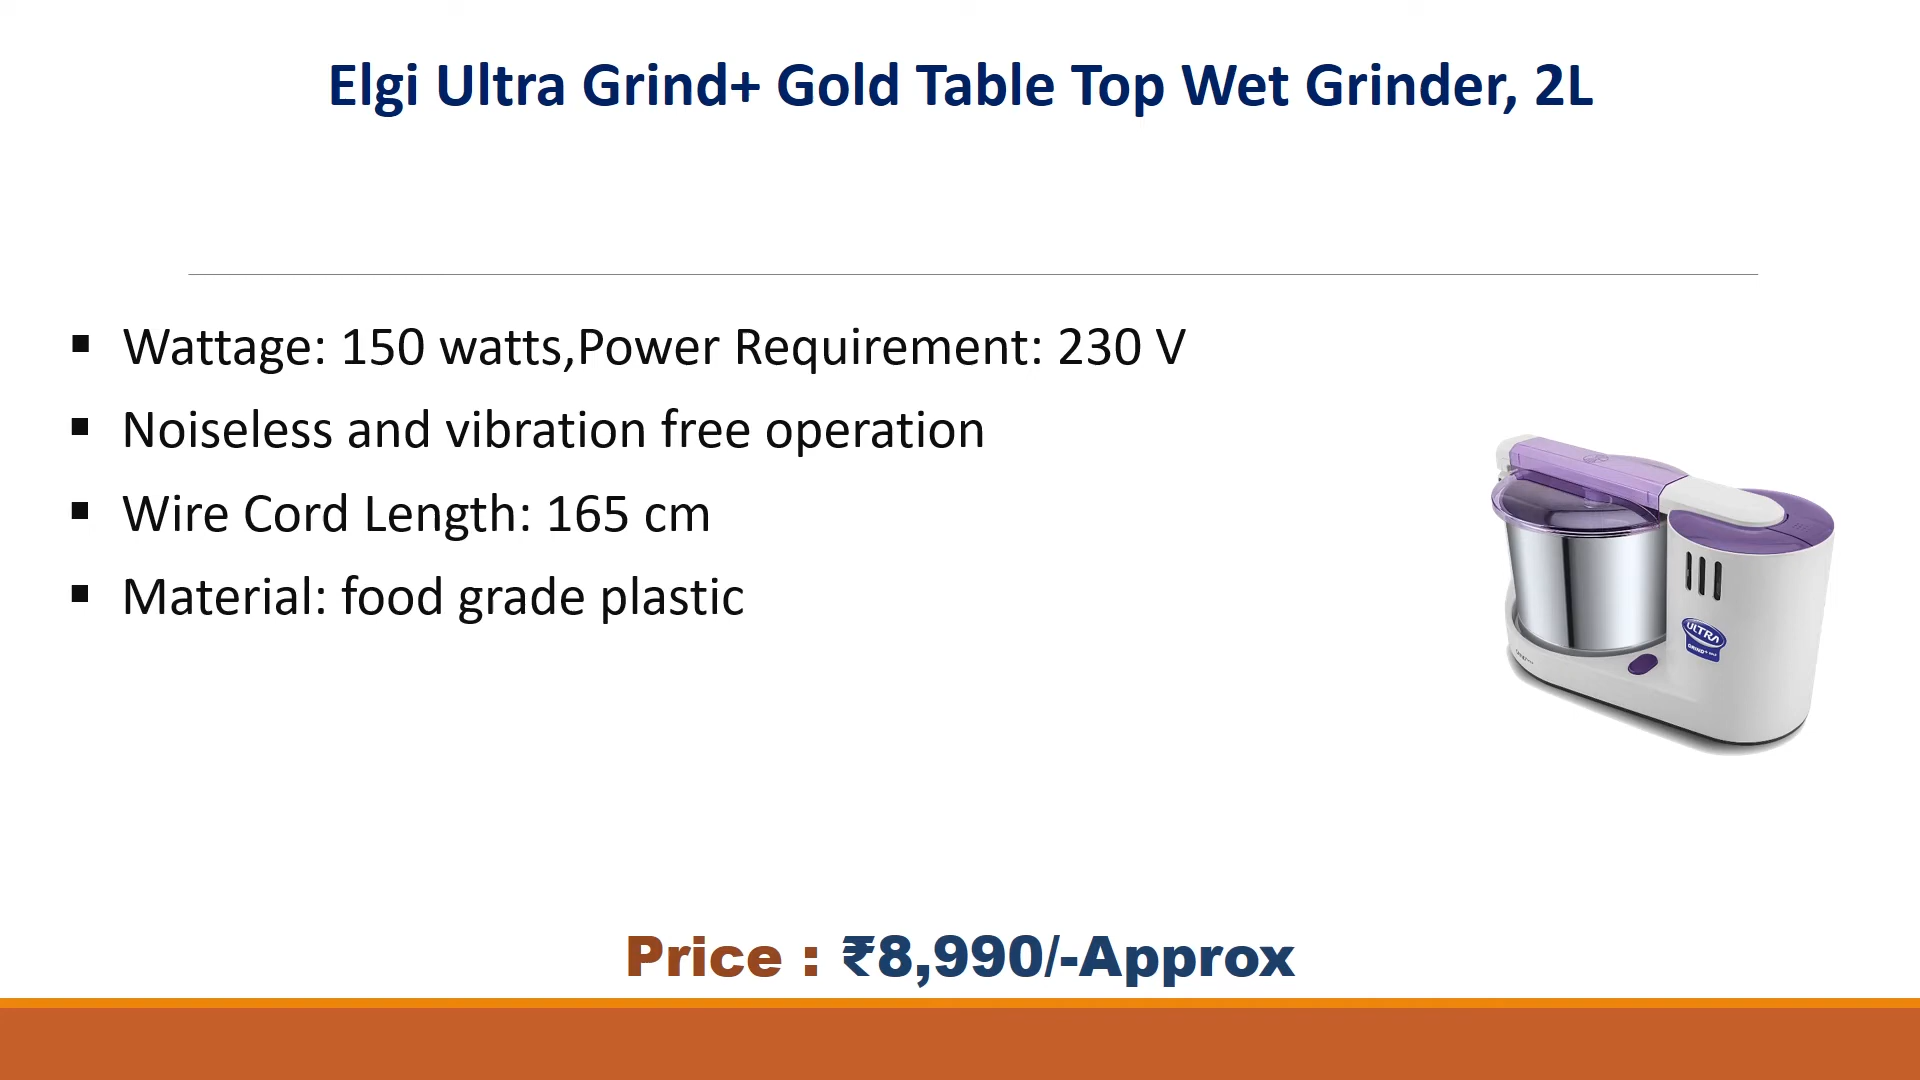 Elgi Ultra Grind+ Gold Table Top Wet Grinder, 2L
Wattage: 150 watts,Power Requirement: 230 V
Noiseless and vibration free operation
Wire Cord Length: 165 cm
Material: food grade plastic
ULTRA
GRIND+
Price : ₹8,990/-Approx